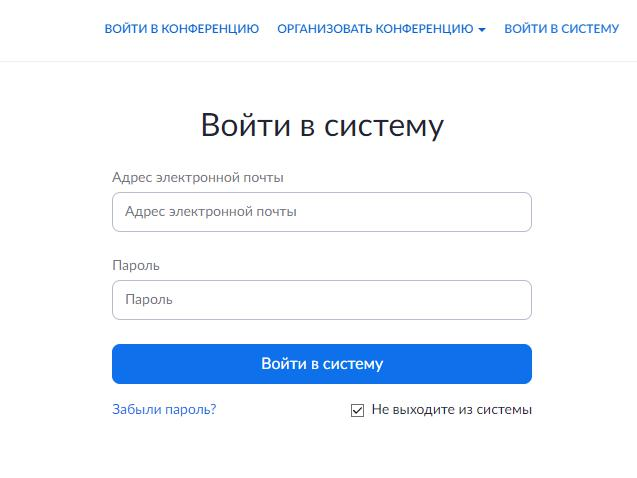 ВОЙТИ В КОНФЕРЕНЦИЮ ОРГАНИЗОВАТЬ КОНФЕРЕНЦИЮ ВОЙТИ В СИСТЕМУ
Войти в систему
Адрес электронной почты
Адрес электронной почты
Пароль
Пароль
Войти в систему
Забыли пароль? Не выходите из системы